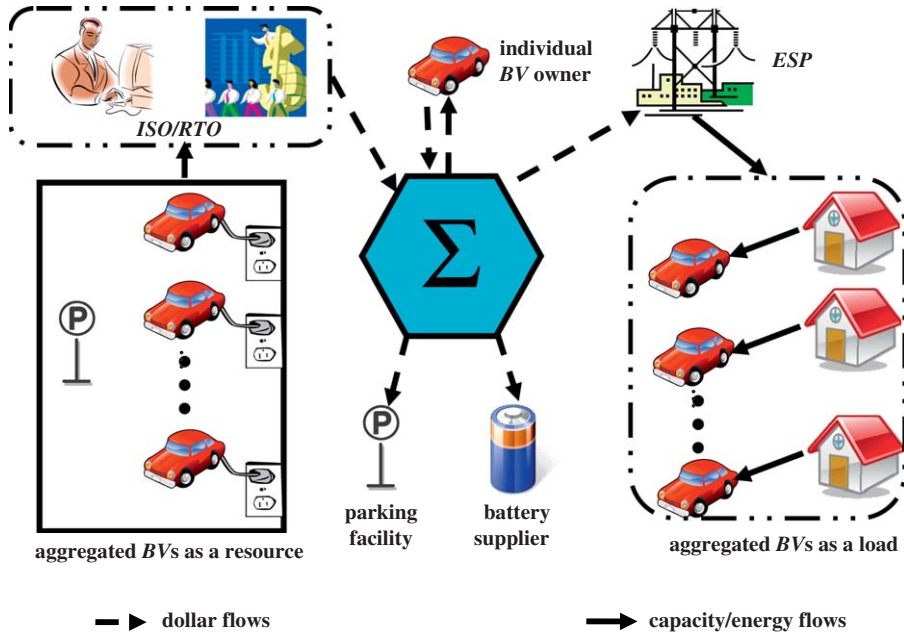 individual
BV owner
ESP
ISO/RTO
Σ
P
P
parking
facility
battery
supplier
aggregated BVs as a resource
aggregated BVs as a load
dollar flows
capacity/energy flows